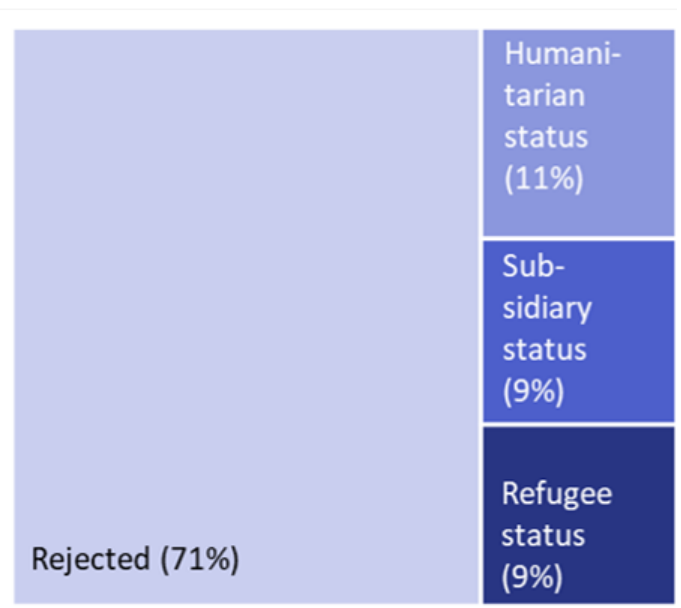 Humani-
tarian
status
(11%)
Sub-
sidiary
status
(9%)
Refugee
status
(9%)
Rejected (71%)